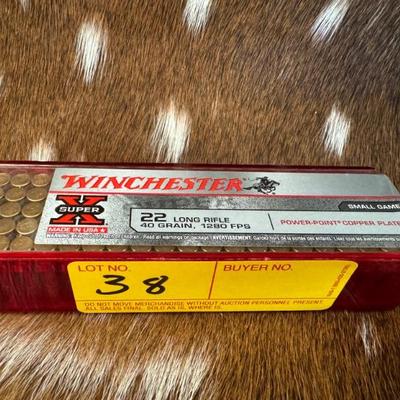 WINCHESTER
SUPER X
MADE IN USA
22 LONG RIFLE
40 GRAIN, 1280 FPS
SMALL GAME
POWER-POINT® COPPER PLATE
LOT NO.
38
BUYER NO.
DO NOT MOVE MERCHANDISE WITHOUT AUCTION PERSONNEL PRESENT.
ALL SALES FINAL. SOLD AS IS, WHERE IS.